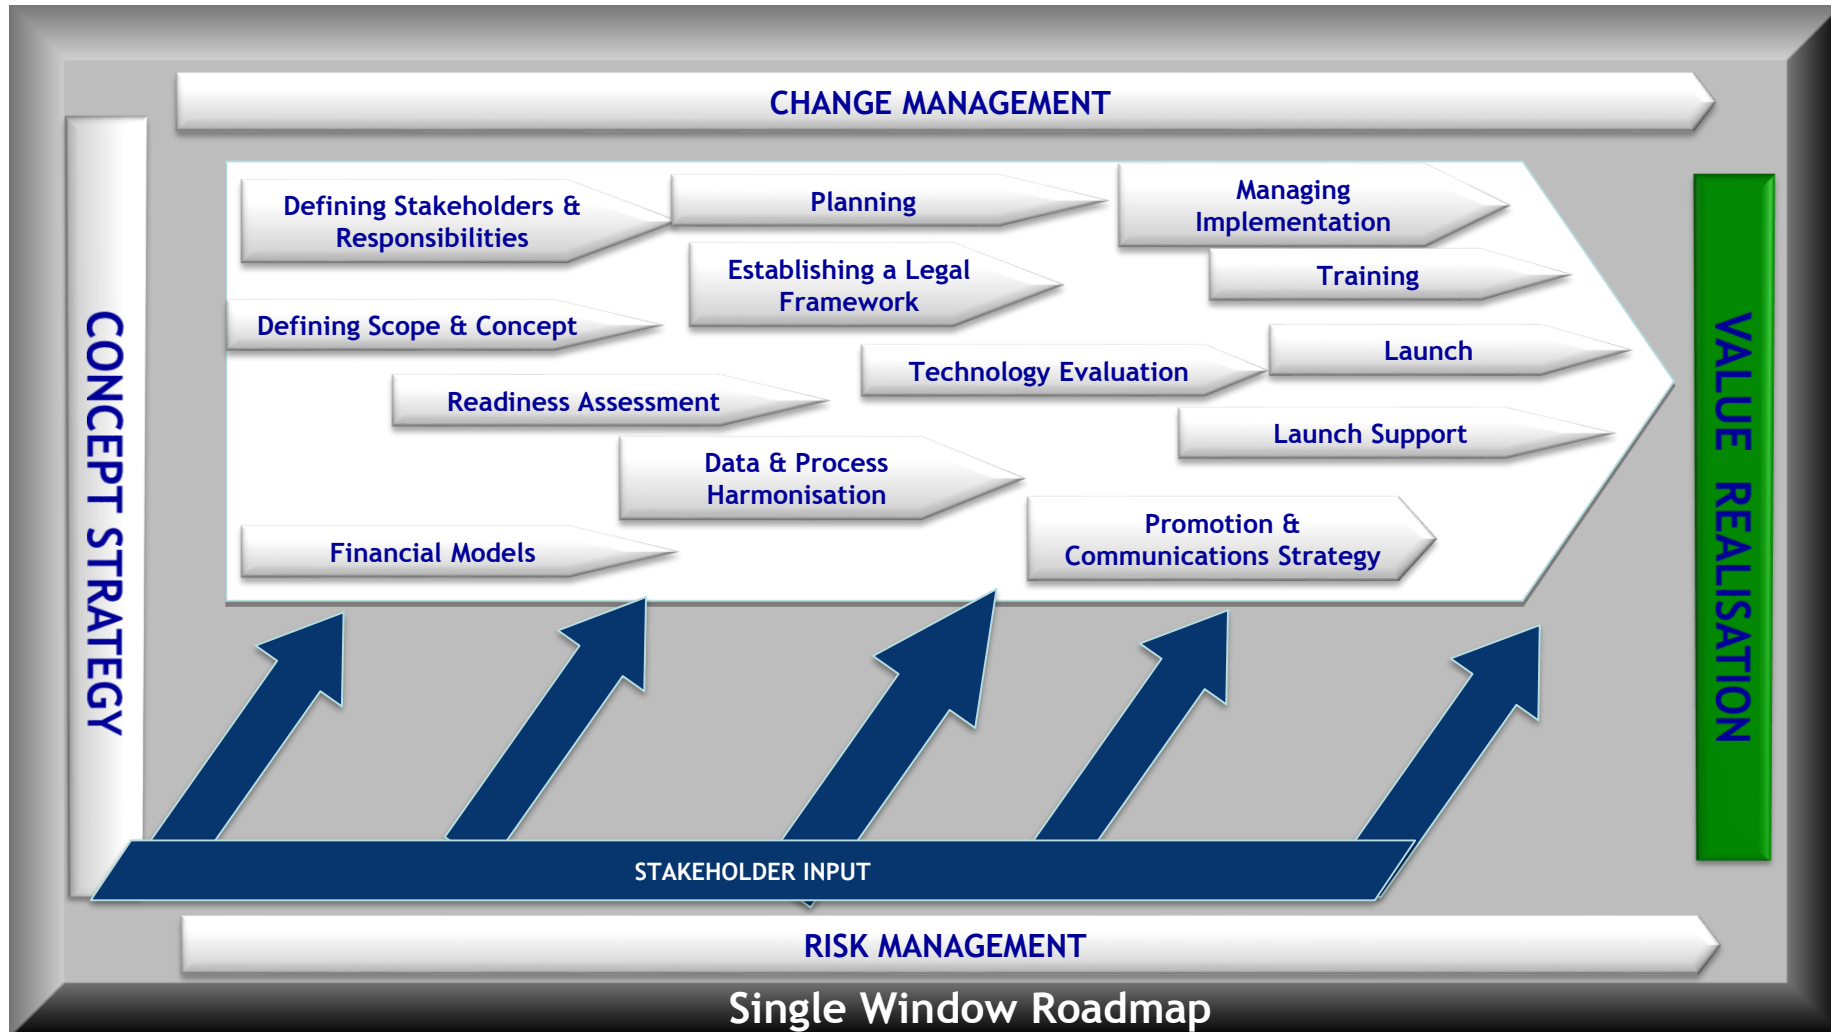 CHANGE MANAGEMENT
CONCEPT STRATEGY
Defining Stakeholders &
Responsibilities
Planning
Managing
Implementation
Establishing a Legal
Framework
Training
Defining Scope & Concept
Launch
Technology Evaluation
Readiness Assessment
Launch Support
Data & Process
Harmonisation
Promotion &
Communications Strategy
Financial Models
VALUE REALISATION
STAKEHOLDER INPUT
RISK MANAGEMENT
Single Window Roadmap